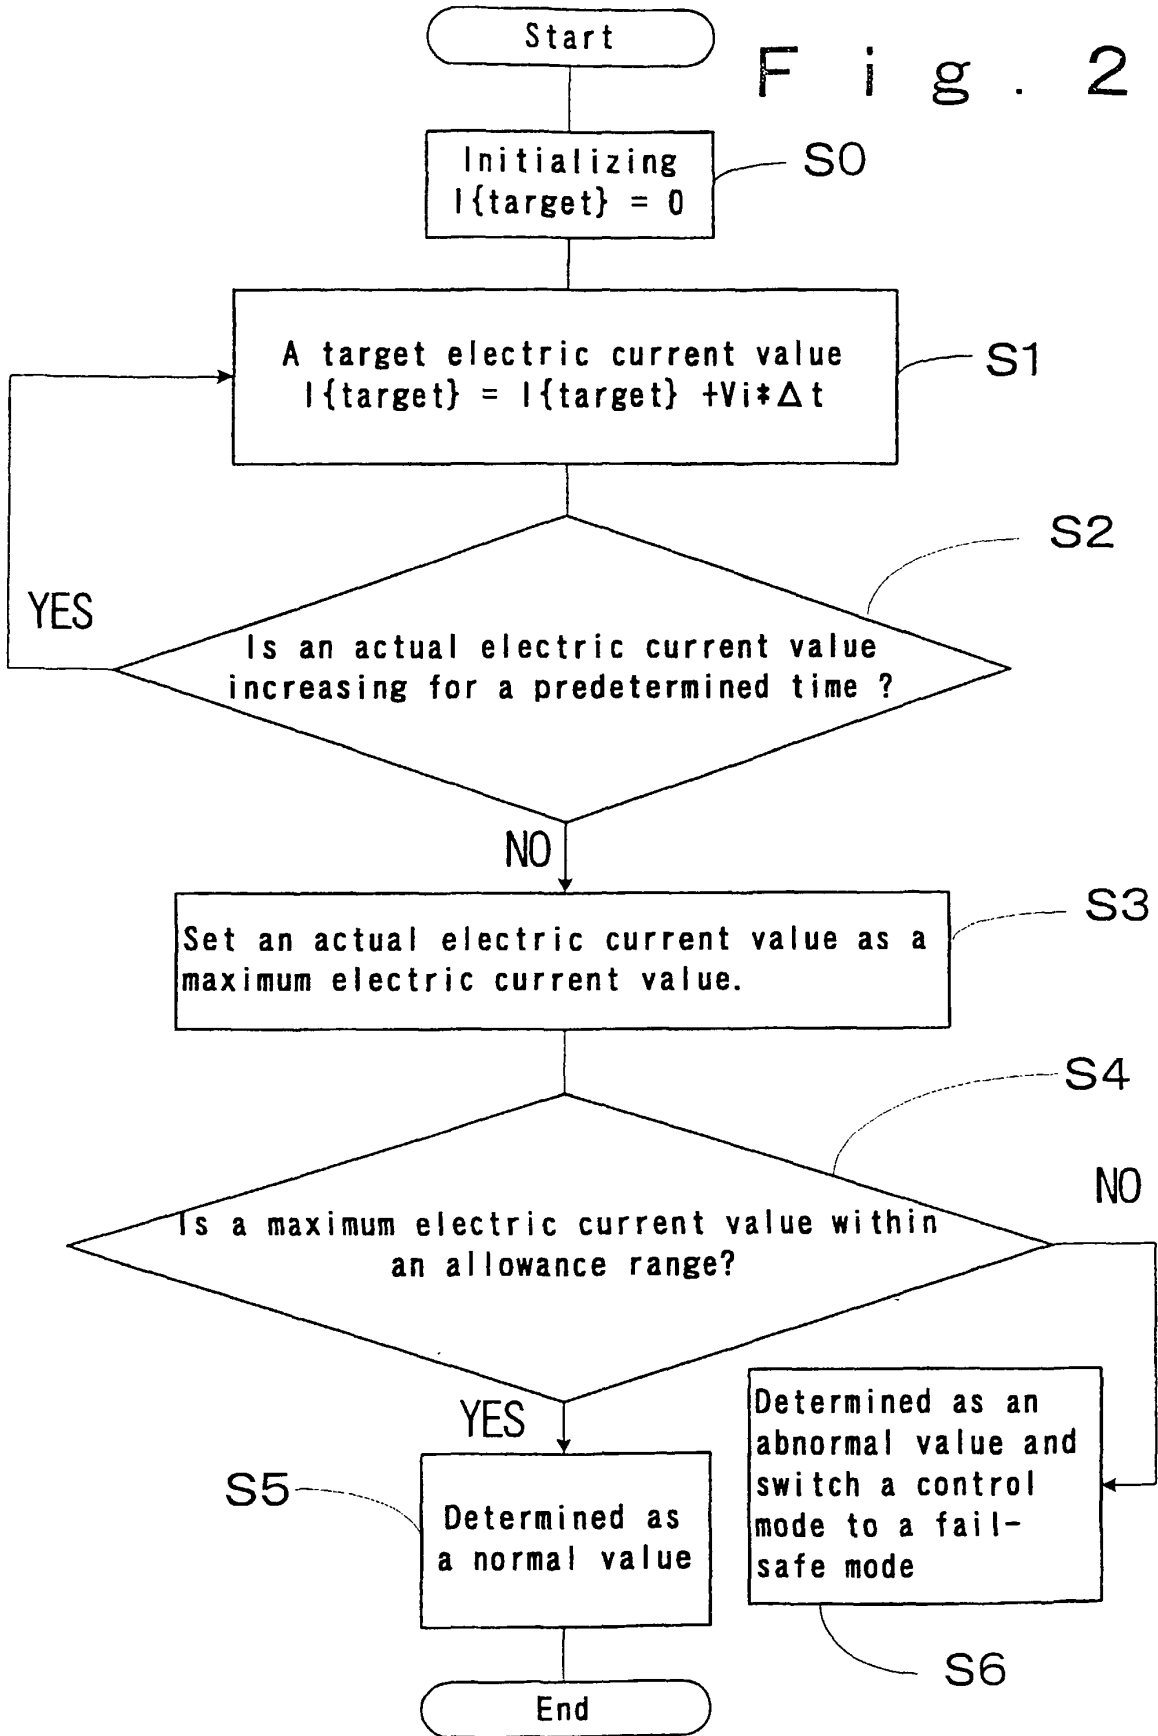 Start
Fig. 2
Initializing
I{target} = 0
S0
A target electric current value
I{target} = I{target} +Vi*Δt
S1
S2
YES
Is an actual electric current value
increasing for a predetermined time ?
NO
Set an actual electric current value as a
maximum electric current value.
S3
S4
NO
Is a maximum electric current value within
an allowance range?
YES
S5
Determined as
a normal value
Determined as an
abnormal value and
switch a control
mode to a fail-
safe mode
S6
End